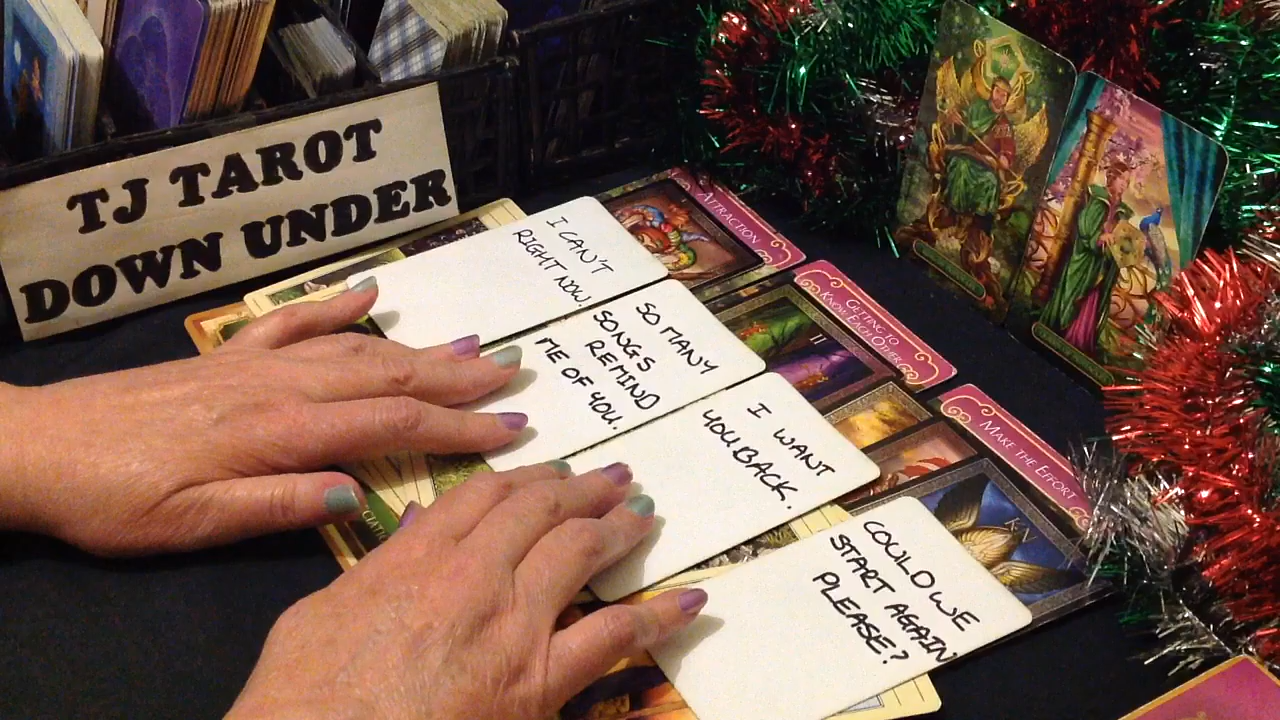 TJ TAROT
DOWN UNDER
ATTRACTION
I CAN'T
RIGHT NOW.
GETTING TO
KNOW EACH OTHER
SO MANY
SONGS
REMIND
ME OF YOU.
II
MAKE THE EFFORT
I WANT
YOU BACK.
COULD WE
START AGAIN
PLEASE?